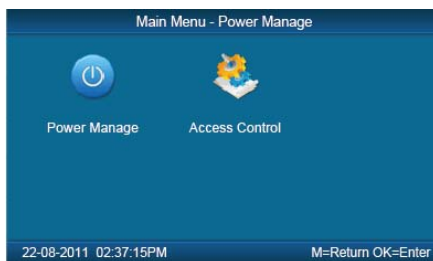 Main Menu - Power Manage
Power Manage Access Control
22-08-2011 02:37:15PM M=Return OK=Enter